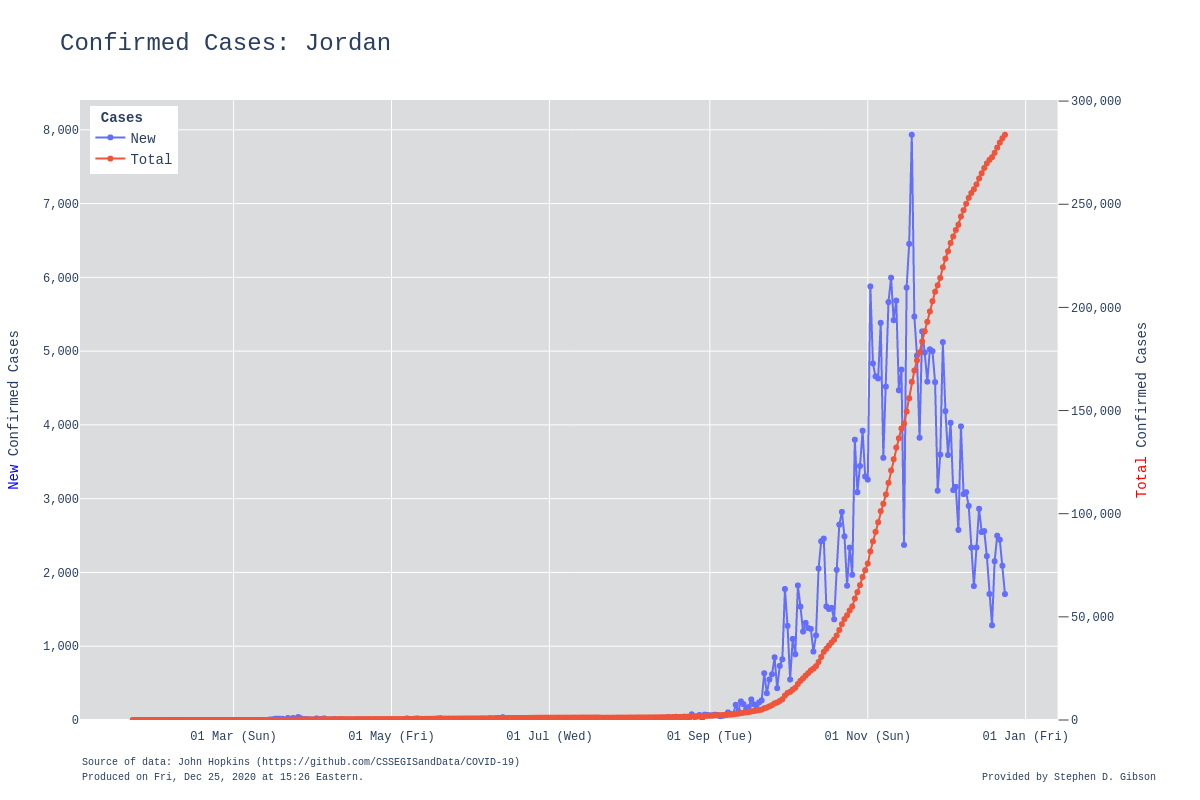 Confirmed Cases: Jordan
Cases
New
Total
8,000
7,000
6,000
5,000
4,000
3,000
2,000
1,000
0
New Confirmed Cases
300,000
250,000
200,000
150,000
100,000
50,000
0
Total Confirmed Cases
01 Mar (Sun)
01 May (Fri)
01 Jul (Wed)
01 Sep (Tue)
01 Nov (Sun)
01 Jan (Fri)
Source of data: John Hopkins (https://github.com/CSSEGISandData/COVID-19)
Produced on Fri, Dec 25, 2020 at 15:26 Eastern.
Provided by Stephen D. Gibson